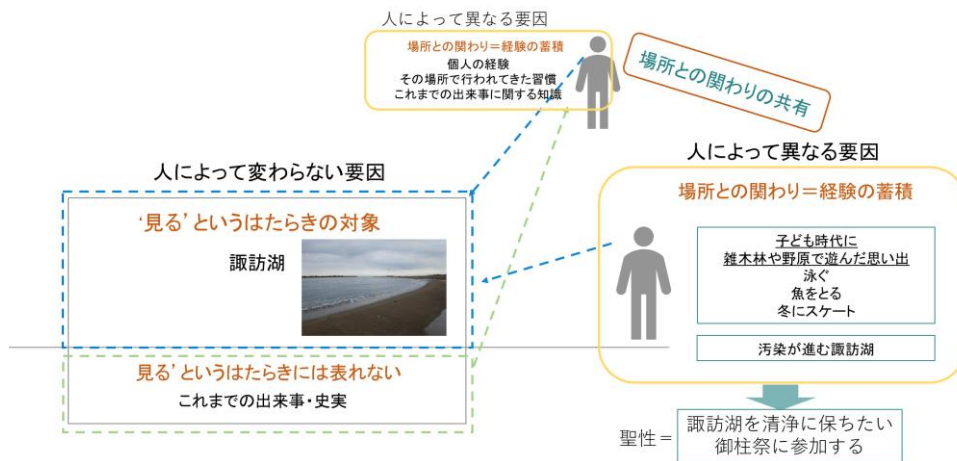 人によって異なる要因
場所との関わり＝経験の蓄積
個人の経験
その場所で行われてきた習慣
これまでの出来事に関する知識
場所との関わりの共有
人によって変わらない要因
‘見る’というはたらきの対象
諏訪湖
見る’というはたらきには表れない
これまでの出来事・史実
人によって異なる要因
場所との関わり＝経験の蓄積
子ども時代に
雑木林や野原で遊んだ思い出
泳ぐ
魚をとる
冬にスケート
汚染が進む諏訪湖
聖性＝
諏訪湖を清浄に保ちたい
御柱祭に参加する